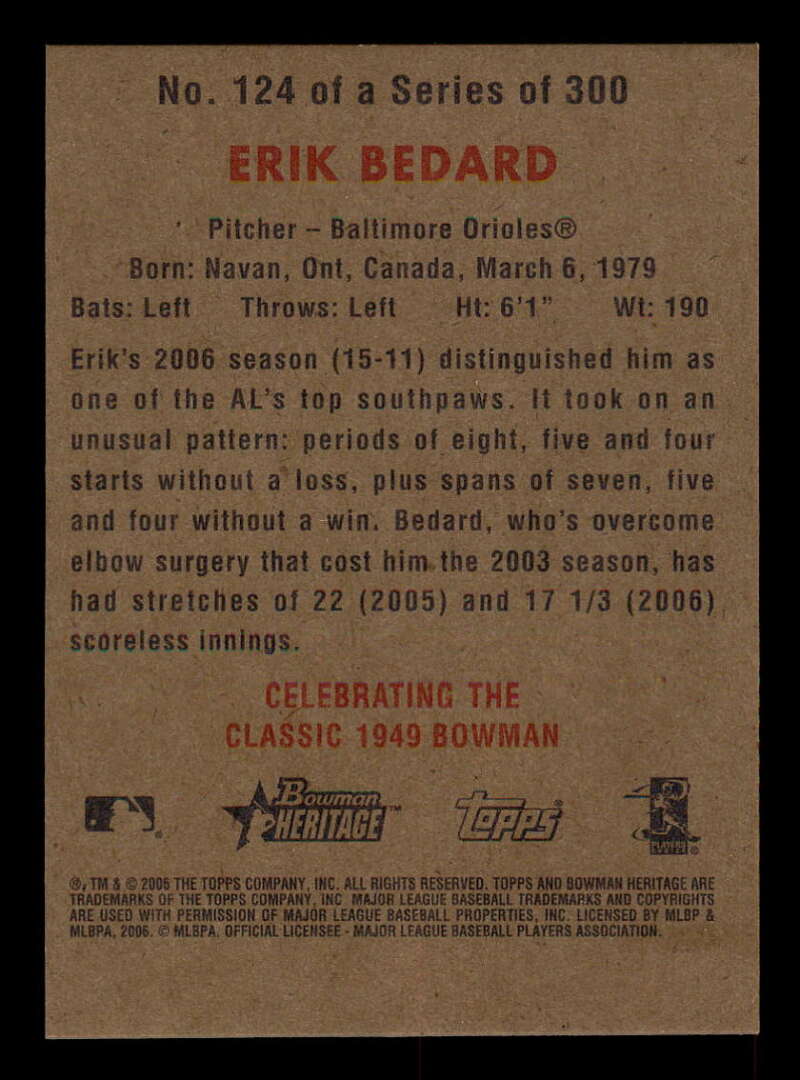 No. 124 of a Series of 300
ERIK BEDARD
Pitcher – Baltimore Orioles®
Born: Navan, Ont, Canada, March 6, 1979
Bats: Left Throws: Left Ht: 6'1" Wt: 190
Erik's 2006 season (15-11) distinguished him as
one of the AL's top southpaws. It took on an
unusual pattern: periods of eight, five and four
starts without a loss, plus spans of seven, five
and four without a win. Bedard, who's overcome
elbow surgery that cost him the 2003 season, has
had stretches of 22 (2005) and 17 1/3 (2006)
scoreless innings.
CELEBRATING THE
CLASSIC 1949 BOWMAN
Bowman HERITAGE™ Topps® PLAYERS
®, TM & © 2006 THE TOPPS COMPANY, INC. ALL RIGHTS RESERVED. TOPPS AND BOWMAN HERITAGE ARE
TRADEMARKS OF THE TOPPS COMPANY, INC. MAJOR LEAGUE BASEBALL TRADEMARKS AND COPYRIGHTS
ARE USED WITH PERMISSION OF MAJOR LEAGUE BASEBALL PROPERTIES, INC. LICENSED BY MLBP &
MLBPA, 2006. © MLBPA. OFFICIAL LICENSEE - MAJOR LEAGUE BASEBALL PLAYERS ASSOCIATION.